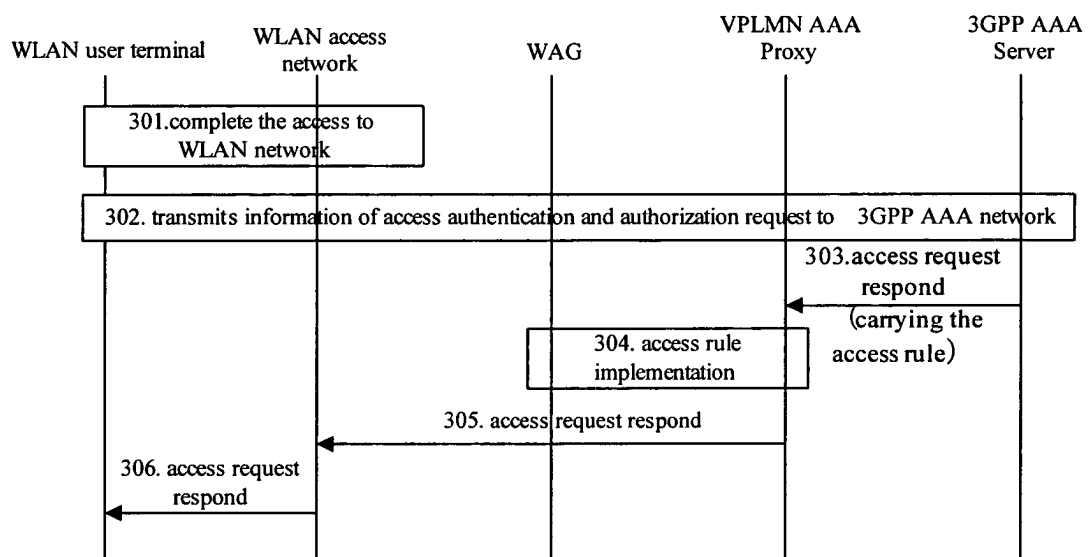 WLAN user terminal
WLAN access
network
WAG
VPLMN AAA
Proxy
3GPP AAA
Server
301.complete the access to
WLAN network
302. transmits information of access authentication and authorization request to 3GPP AAA network
303.access request
respond
(carrying the
access rule)
304. access rule
implementation
305. access request respond
306. access request
respond